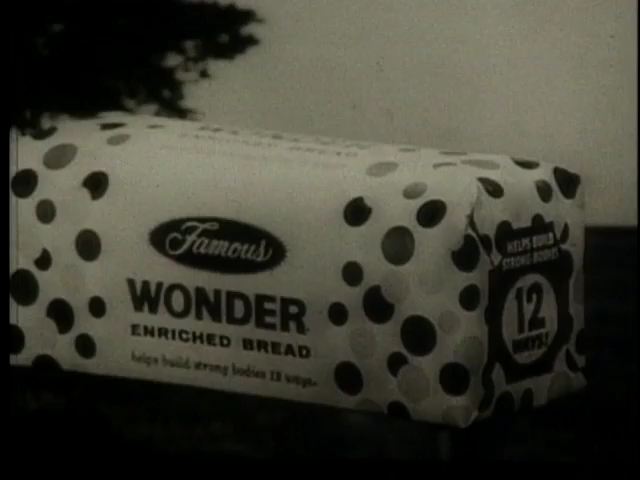 Famous
WONDER
ENRICHED BREAD
helps build strong bodies 12 ways
HELPS BUILD
STRONG BODIES
12
WAYS!